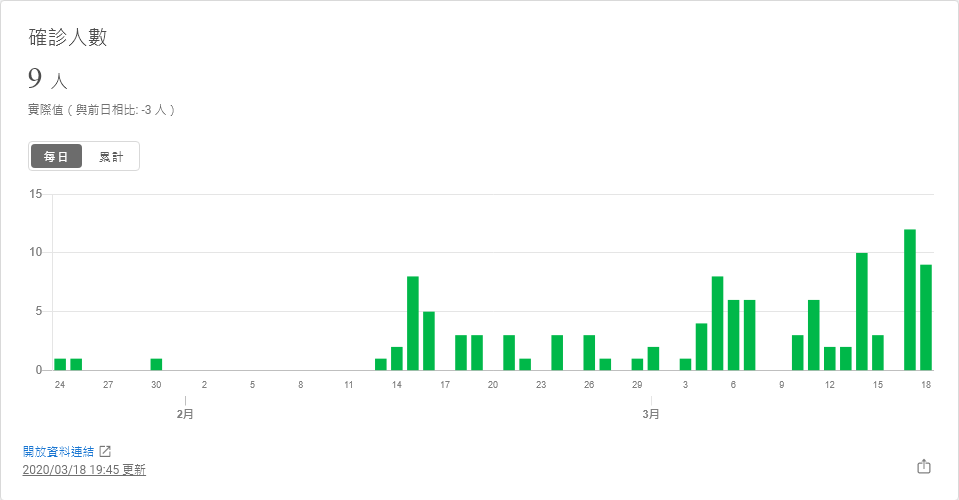 確診人數
9 人
實際值 ( 與前日相比: -3 人 )
每日 累計
15
10
5
0
24 27 30 2 5 8 11 14 17 20 23 26 29 3 6 9 12 15 18
2月 3月
開放資料連結
2020/03/18 19:45 更新